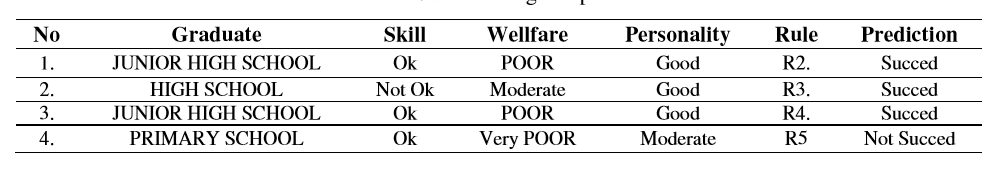 No Graduate Skill Wellfare Personality Rule Prediction
1. JUNIOR HIGH SCHOOL Ok POOR Good R2. Succed
2. HIGH SCHOOL Not Ok Moderate Good R3. Succed
3. JUNIOR HIGH SCHOOL Ok POOR Good R4. Succed
4. PRIMARY SCHOOL Ok Very POOR Moderate R5 Not Succed